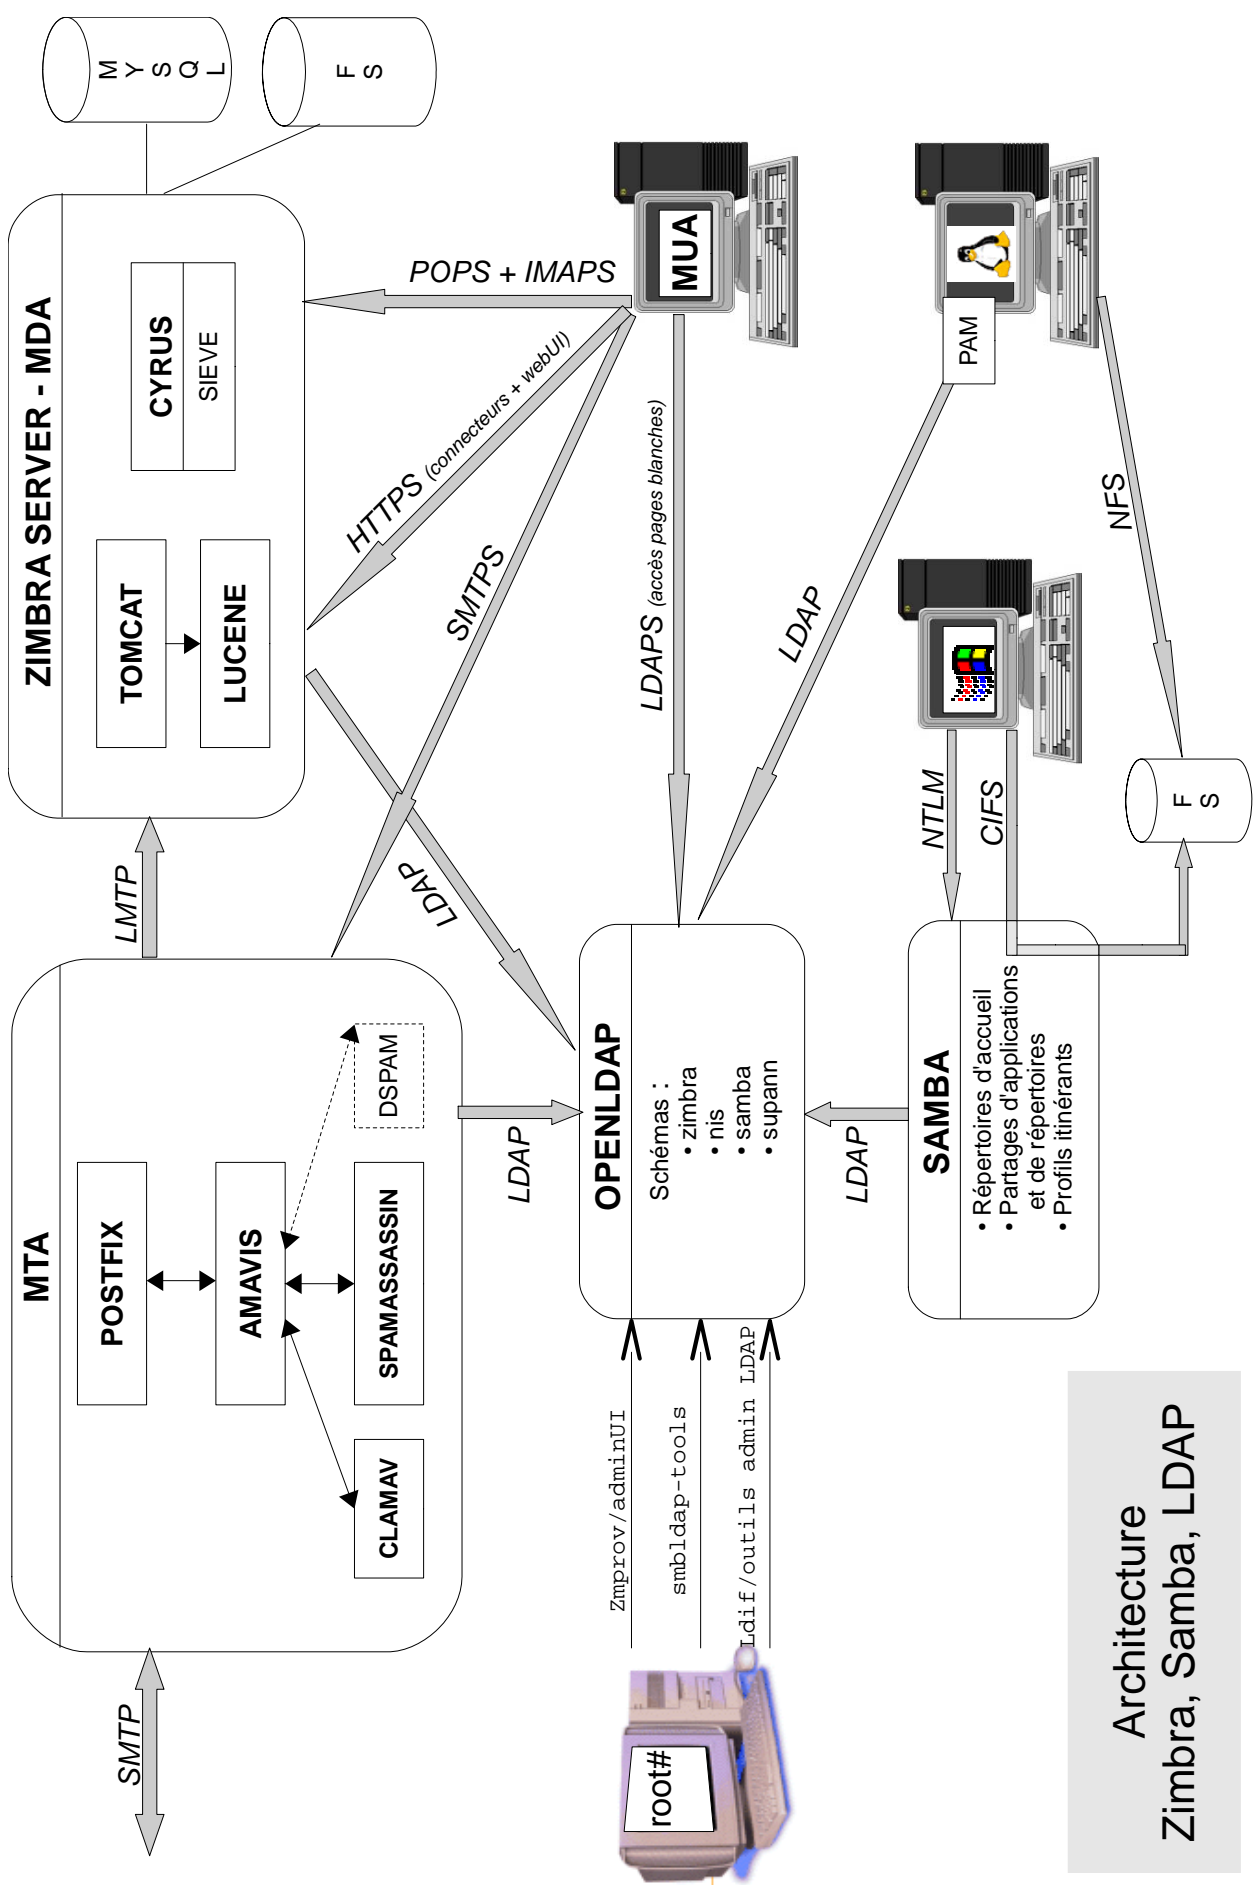 SMTP
MTA
POSTFIX
AMAVIS
CLAMAV
SPAMASSASSIN
DSPAM
LMTP
ZIMBRA SERVER - MDA
TOMCAT
LUCENE
CYRUS
SIEVE
M
Y
S
Q
L
F
S
POPS + IMAPS
HTTPS (connecteurs + webUI)
SMTPS
LDAP
LDAPS (accès pages blanches)
MUA
LDAP
OPENLDAP
Schémas :
• zimbra
• nis
• samba
• supann
root#
Zmprov/adminUI
smbldap-tools
Ldif/outils admin LDAP
LDAP
LDAP
PAM
NFS
NTLM
CIFS
F
S
SAMBA
• Répertoires d'accueil
• Partages d'applications
et de répertoires
• Profils itinérants
Architecture
Zimbra, Samba, LDAP